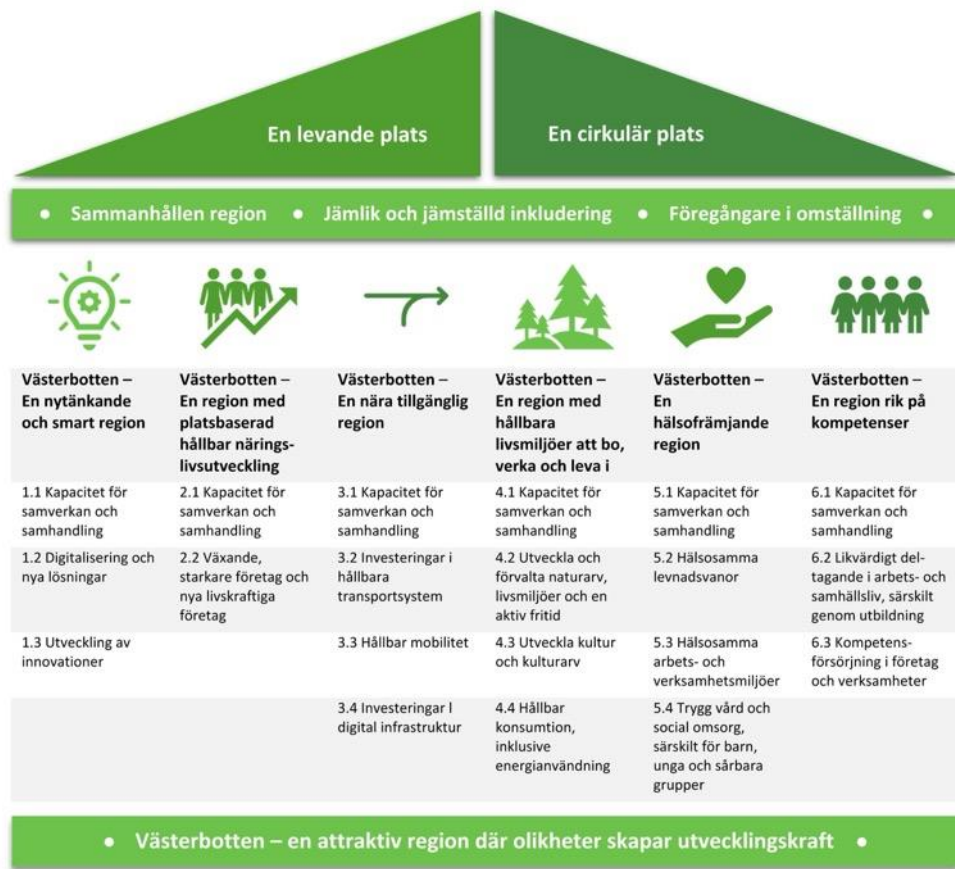 En levande plats
En cirkulär plats
• Sammanhållen region • Jämlik och jämställd inkludering • Föregångare i omställning •
Västerbotten –
En nytänkande
och smart region
Västerbotten –
En region med
platsbaserad
hållbar närings-
livsutveckling
Västerbotten –
En nära tillgänglig
region
Västerbotten –
En region med
hållbara
livsmiljöer att bo,
verka och leva i
Västerbotten –
En
hälsofrämjande
region
Västerbotten –
En region rik på
kompetenser
1.1 Kapacitet för
samverkan och
samhandling
2.1 Kapacitet för
samverkan och
samhandling
3.1 Kapacitet för
samverkan och
samhandling
4.1 Kapacitet för
samverkan och
samhandling
5.1 Kapacitet för
samverkan och
samhandling
6.1 Kapacitet för
samverkan och
samhandling
1.2 Digitalisering och
nya lösningar
2.2 Växande,
starkare företag och
nya livskraftiga
företag
3.2 Investeringar i
hållbara
transportsystem
4.2 Utveckla och
förvalta naturarv,
livsmiljöer och en
aktiv fritid
5.2 Hälsosamma
levnadsvanor
6.2 Likvärdigt del-
tagande i arbets- och
samhällsliv, särskilt
genom utbildning
1.3 Utveckling av
innovationer
3.3 Hållbar mobilitet
4.3 Utveckla kultur
och kulturarv
5.3 Hälsosamma
arbets- och
verksamhetsmiljöer
6.3 Kompetens-
försörjning i företag
och verksamheter
3.4 Investeringar I
digital infrastruktur
4.4 Hållbar
konsumtion,
inklusive
energianvändning
5.4 Trygg vård och
social omsorg,
särskilt för barn,
unga och sårbara
grupper
• Västerbotten – en attraktiv region där olikheter skapar utvecklingskraft •